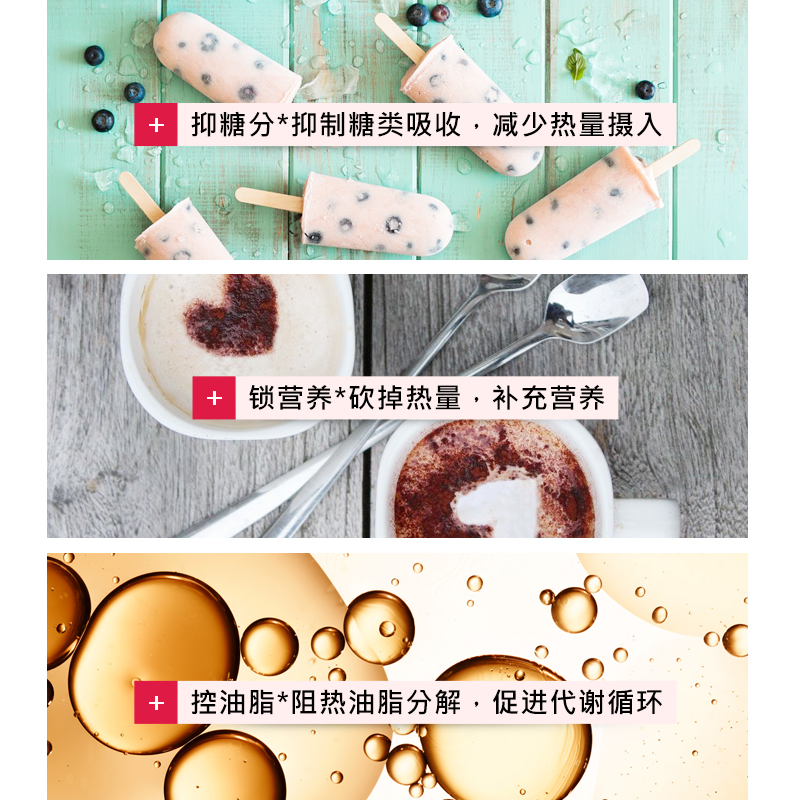 + 抑糖分*抑制糖类吸收，减少热量摄入
+ 锁营养*砍掉热量，补充营养
+ 控油脂*阻热油脂分解，促进代谢循环